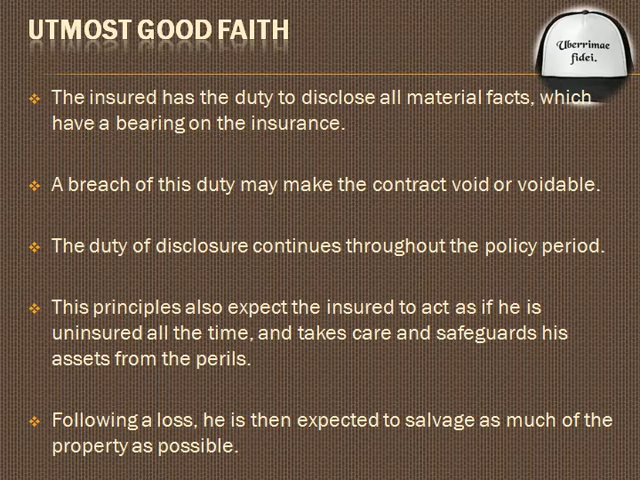 UTMOST GOOD FAITH
Uberrimae
fidei.
❖ The insured has the duty to disclose all material facts, which
have a bearing on the insurance.
❖ A breach of this duty may make the contract void or voidable.
❖ The duty of disclosure continues throughout the policy period.
❖ This principles also expect the insured to act as if he is
uninsured all the time, and takes care and safeguards his
assets from the perils.
❖ Following a loss, he is then expected to salvage as much of the
property as possible.